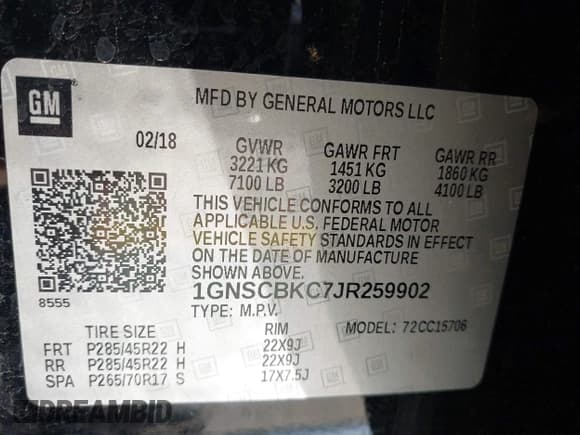 GM
MFD BY GENERAL MOTORS LLC
02/18
GVWR GAWR FRT GAWR RR
3221 KG 1451 KG 1860 KG
7100 LB 3200 LB 4100 LB
THIS VEHICLE CONFORMS TO ALL
APPLICABLE U.S. FEDERAL MOTOR
VEHICLE SAFETY STANDARDS IN EFFECT
ON THE DATE OF MANUFACTURE
SHOWN ABOVE.
8555
1GNSCBKC7JR259902
TYPE: M.P.V. MODEL: 72CC15706
TIRE SIZE RIM
FRT P285/45R22 H 22X9J
RR P285/45R22 H 22X9J
SPA P265/70R17 S 17X7.5J
IDREAMBID